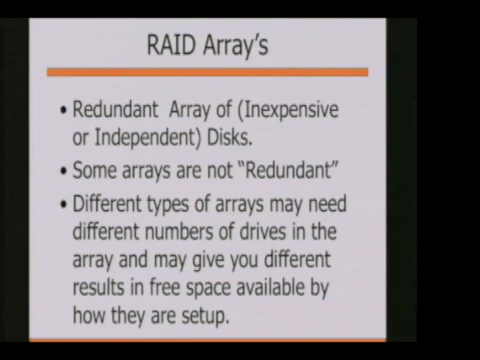 RAID Array's
• Redundant Array of (Inexpensive
or Independent) Disks.
• Some arrays are not “Redundant”
• Different types of arrays may need
different numbers of drives in the
array and may give you different
results in free space available by
how they are setup.